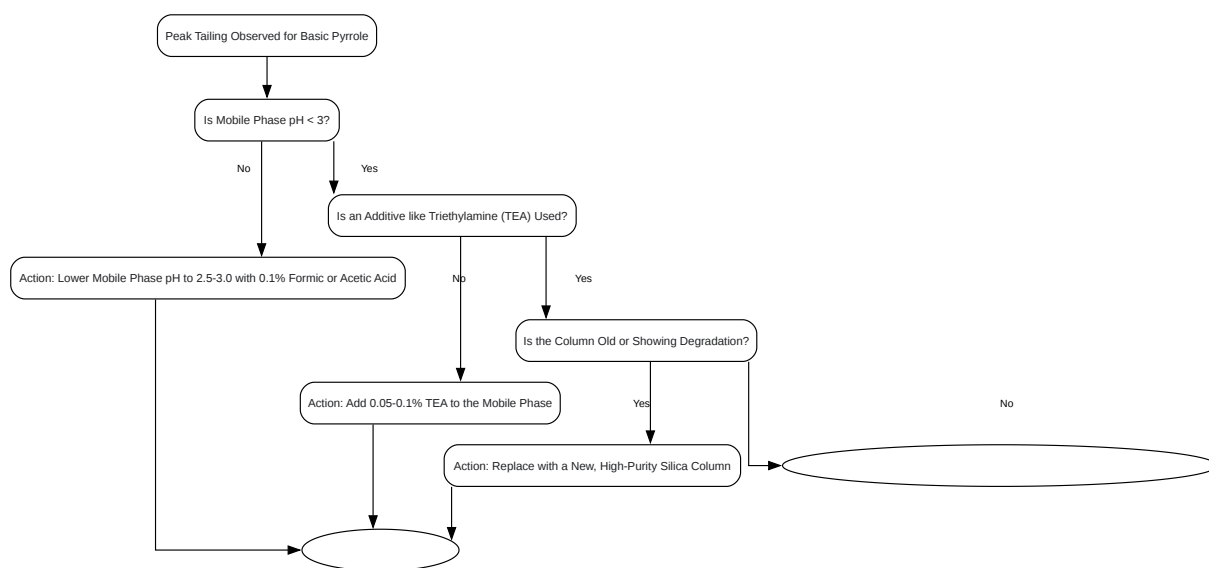 Peak Tailing Observed for Basic Pyrrole
Is Mobile Phase pH < 3?
No
Yes
Is an Additive like Triethylamine (TEA) Used?
Action: Lower Mobile Phase pH to 2.5-3.0 with 0.1% Formic or Acetic Acid
No
Yes
Is the Column Old or Showing Degradation?
Action: Add 0.05-0.1% TEA to the Mobile Phase
Yes
No
Action: Replace with a New, High-Purity Silica Column